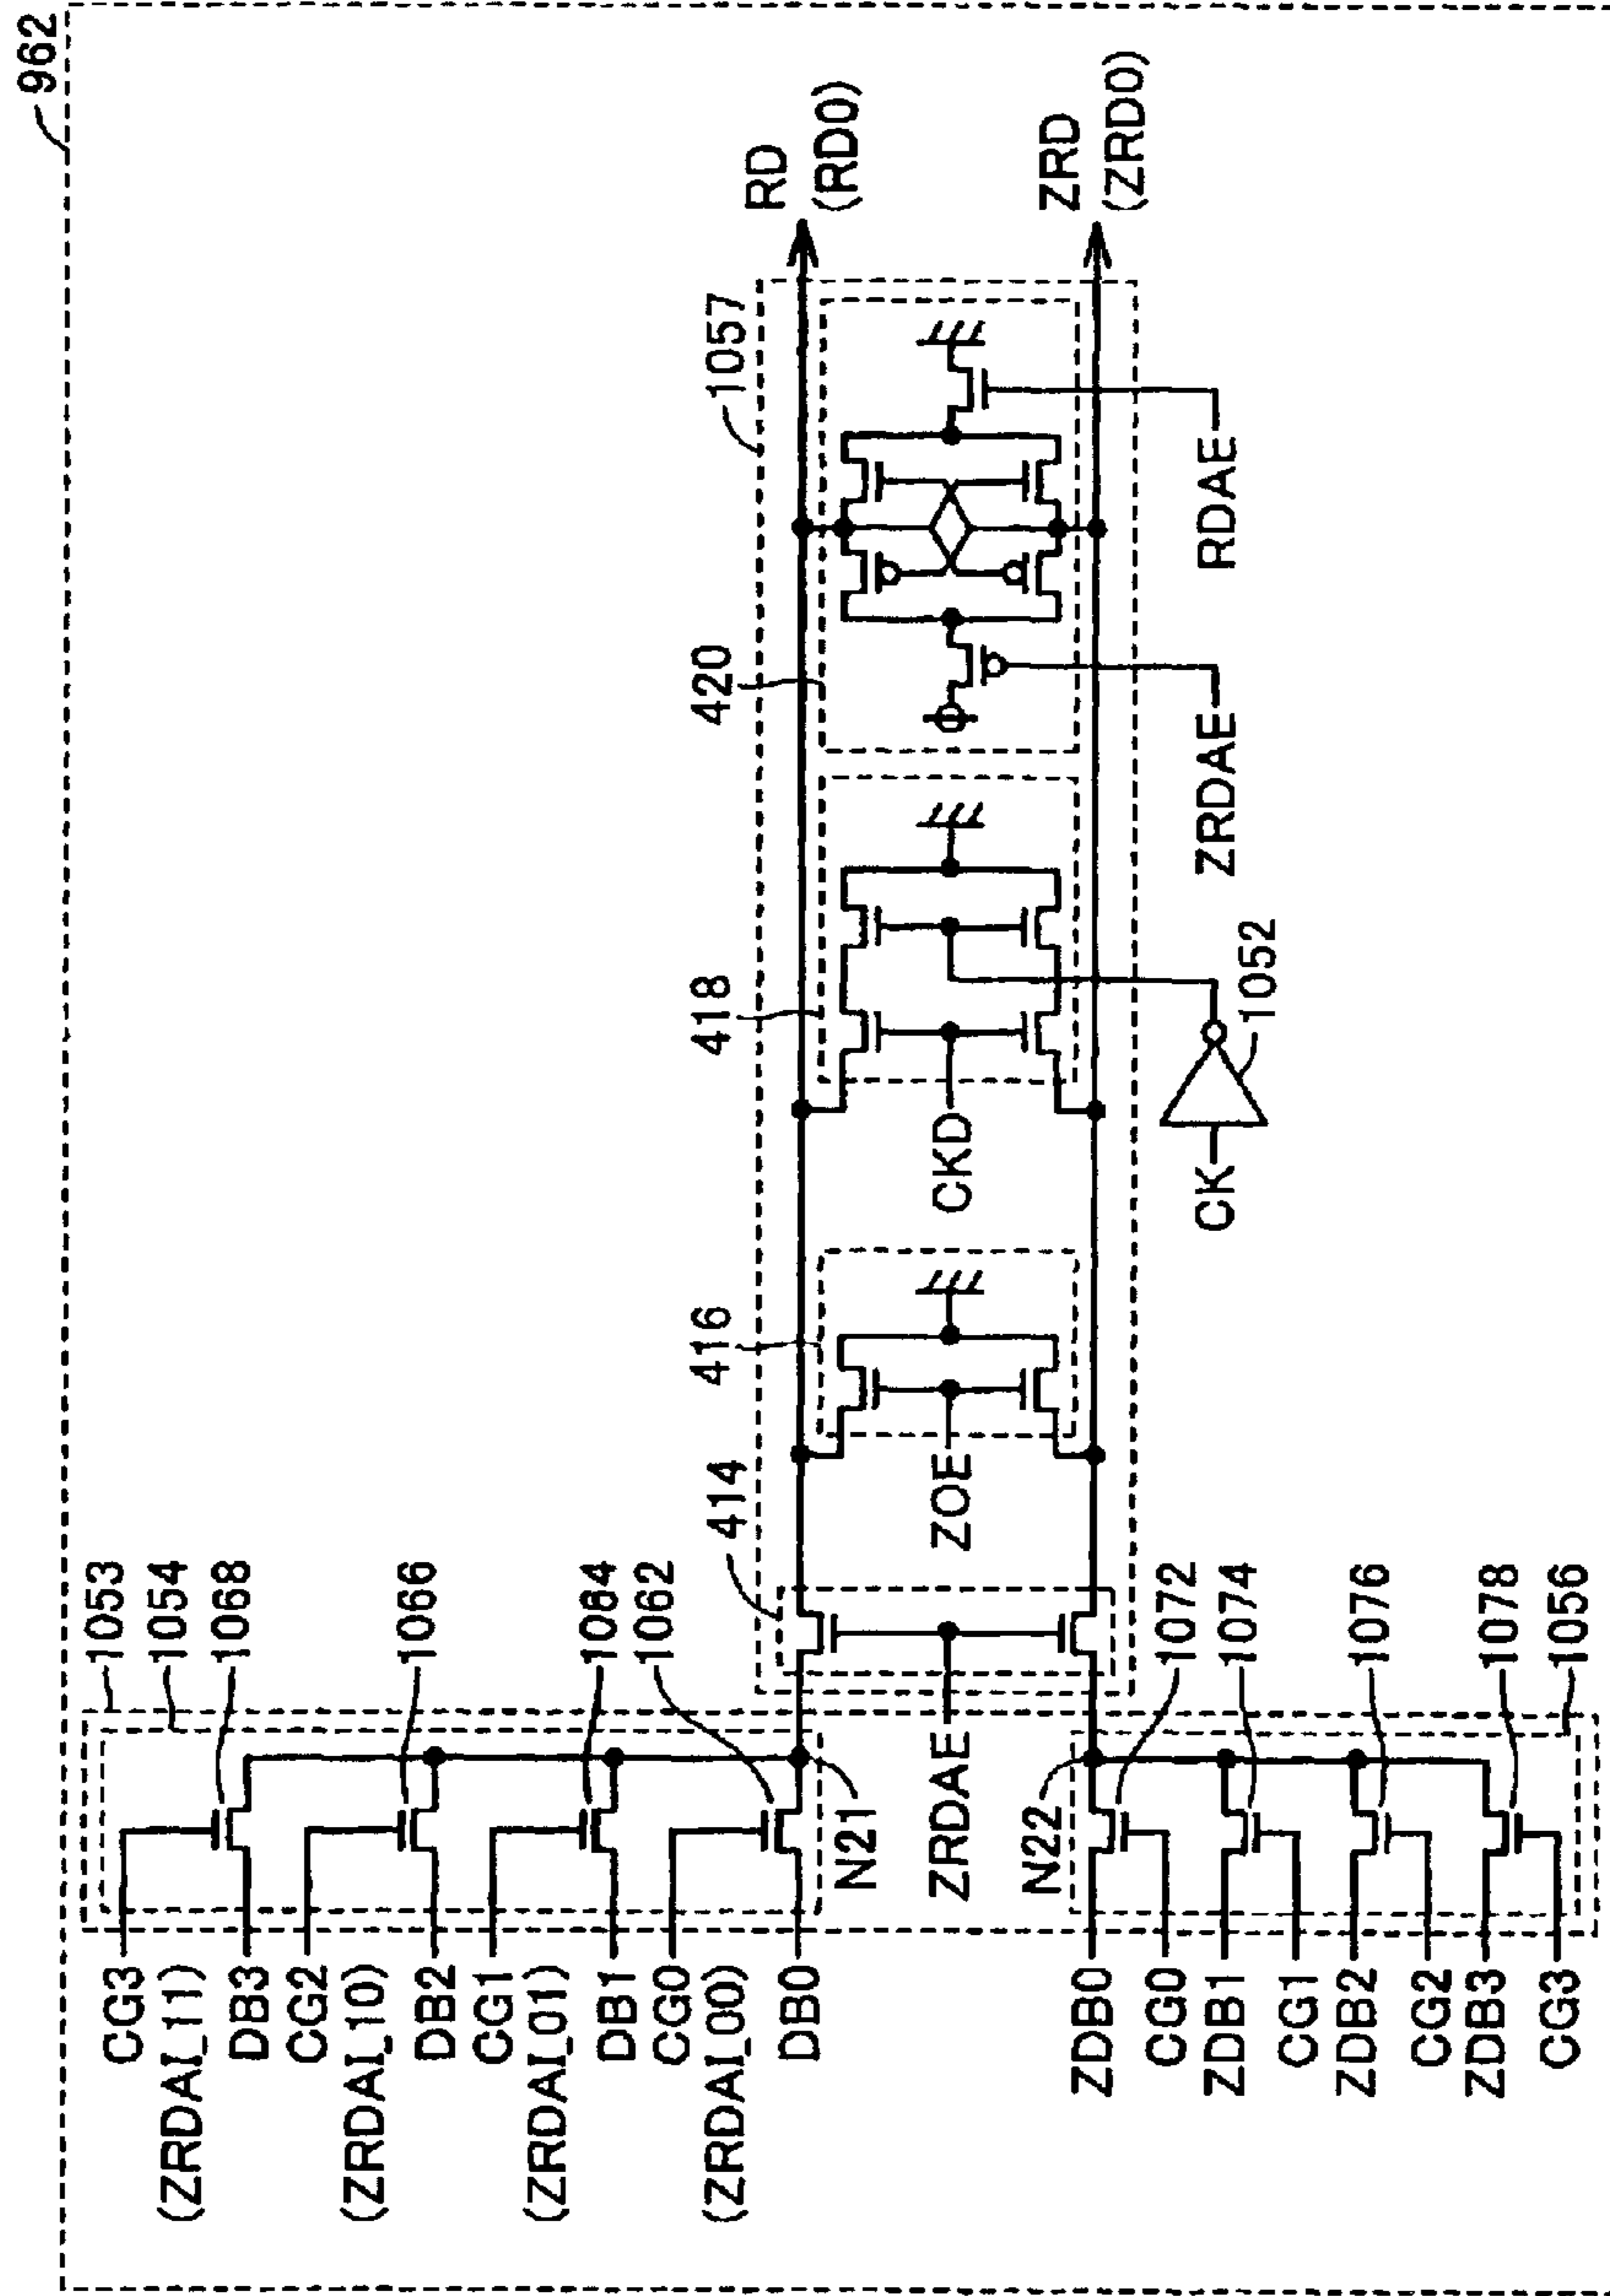 962
1053
1054
1068
1066
1064
1062
CG3
(ZRDAI_11)
DB3
CG2
(ZRDAI_10)
DB2
CG1
(ZRDAI_01)
DB1
CG0
(ZRDAI_00)
DB0
N21
ZRDAE
N22
414
416
418
420
1057
ZOE
CKD
RD
(RD0)
ZRD
(ZRD0)
CK
1052
ZRDAE
RDAE
ZDB0
CG0
ZDB1
CG1
ZDB2
CG2
ZDB3
CG3
1072
1074
1076
1078
1056